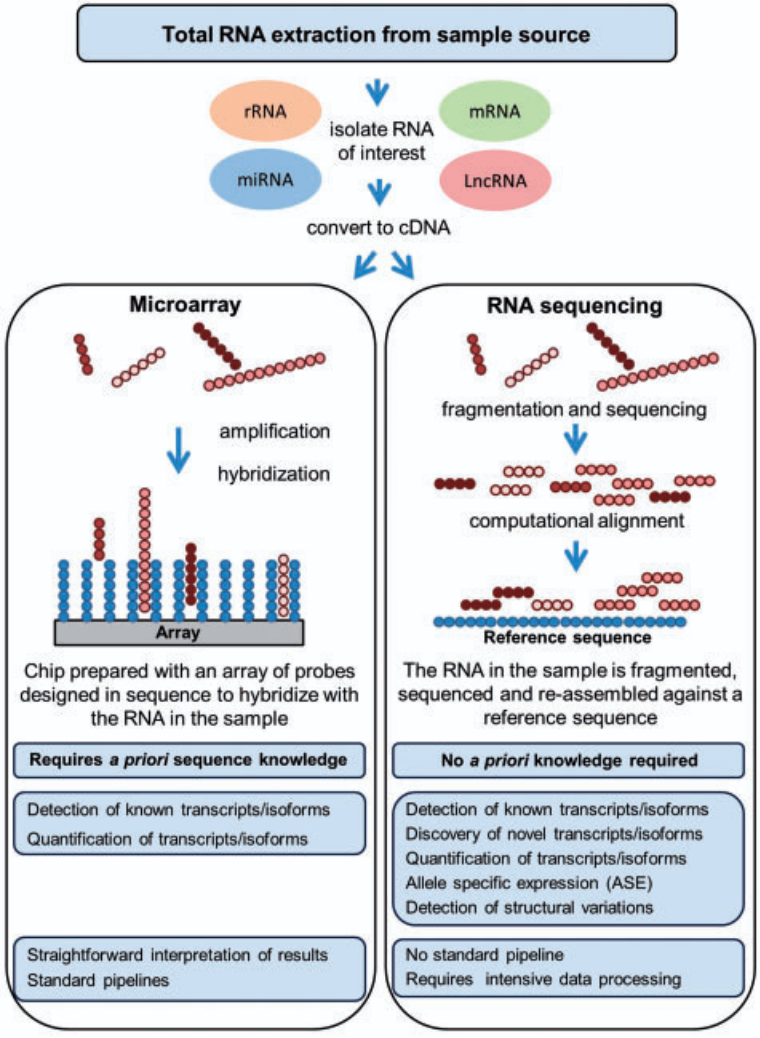 Total RNA extraction from sample source
rRNA
mRNA
isolate RNA
of interest
miRNA
LncRNA
convert to cDNA
Microarray
amplification
hybridization
Array
Chip prepared with an array of probes
designed in sequence to hybridize with
the RNA in the sample
Requires a priori sequence knowledge
Detection of known transcripts/isoforms
Quantification of transcripts/isoforms
Straightforward interpretation of results
Standard pipelines
RNA sequencing
fragmentation and sequencing
computational alignment
Reference sequence
The RNA in the sample is fragmented,
sequenced and re-assembled against a
reference sequence
No a priori knowledge required
Detection of known transcripts/isoforms
Discovery of novel transcripts/isoforms
Quantification of transcripts/isoforms
Allele specific expression (ASE)
Detection of structural variations
No standard pipeline
Requires intensive data processing